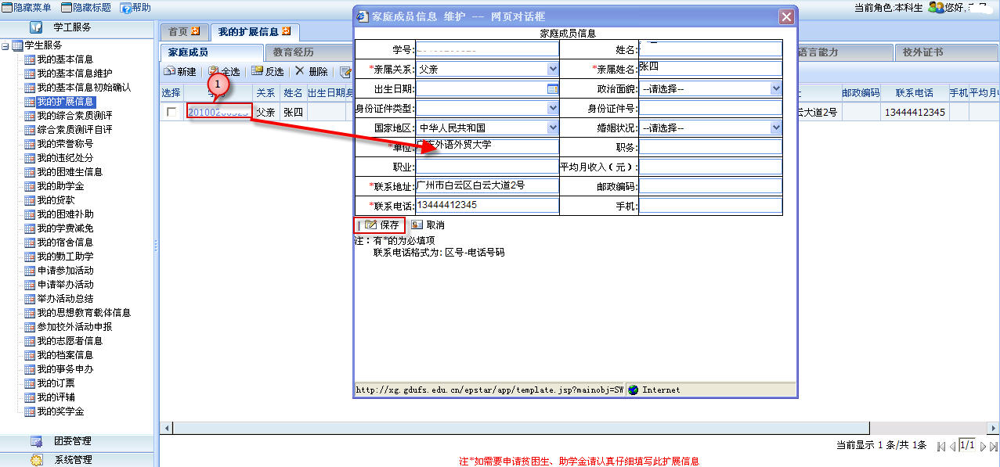 隐藏菜单 隐藏标题 帮助
当前角色:本科生 您好,
学工服务
学生服务
我的基本信息
我的基本信息维护
我的基本信息初始确认
我的扩展信息
我的综合素质测评
综合素质测评自评
我的荣誉称号
我的违纪处分
我的困难生信息
我的助学金
我的贷款
我的困难补助
我的学费减免
我的宿舍信息
我的勤工助学
申请参加活动
申请举办活动
举办活动总结
我的思想教育载体信息
参加校外活动申报
我的志愿者信息
我的档案信息
我的事务申办
我的订票
我的评辅
我的奖学金
团委管理
系统管理
首页 我的扩展信息
家庭成员 教育经历 语言能力 校外证书
新建 全选 反选 删除
选择 关系 姓名 出生日期 邮政编码 联系电话 手机 平均月
1
父亲 张四 云大道2号 13444412345
家庭成员信息 维护 -- 网页对话框
家庭成员信息
学号: 姓名:
*亲属关系: 父亲 *亲属姓名: 张四
出生日期: 政治面貌: --请选择--
身份证件类型: 身份证件号:
国家地区: 中华人民共和国 婚姻状况: --请选择--
*单位: 广东外语外贸大学 职务:
职业: 平均月收入(元):
*联系地址: 广州市白云区白云大道2号 邮政编码:
*联系电话: 13444412345 手机:
保存 取消
注:有*的为必填项
联系电话格式为: 区号-电话号码
http://xg.gdufs.edu.cn/epstar/app/template.jsp?mainobj=SW Internet
当前显示 1 条/共 1条 1/1
注*如需要申请贫困生、助学金请认真仔细填写此扩展信息